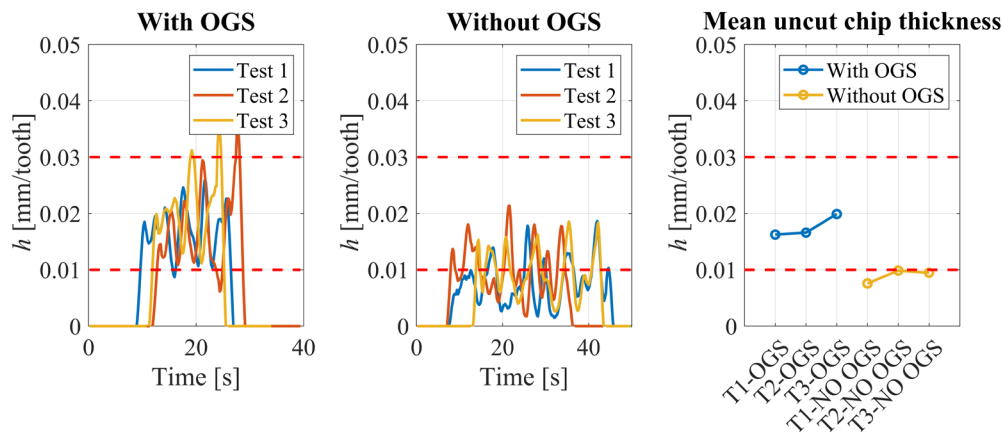 With OGS
0.05
0.04
0.03
0.02
0.01
0
h [mm/tooth]
Test 1
Test 2
Test 3
0
20
40
Time [s]
Without OGS
0.05
0.04
0.03
0.02
0.01
0
h [mm/tooth]
Test 1
Test 2
Test 3
0
20
40
Time [s]
Mean uncut chip thickness
0.05
0.04
0.03
0.02
0.01
0
h [mm/tooth]
With OGS
Without OGS
T1-OGS
T2-OGS
T3-OGS
T1-NO OGS
T2-NO OGS
T3-NO OGS